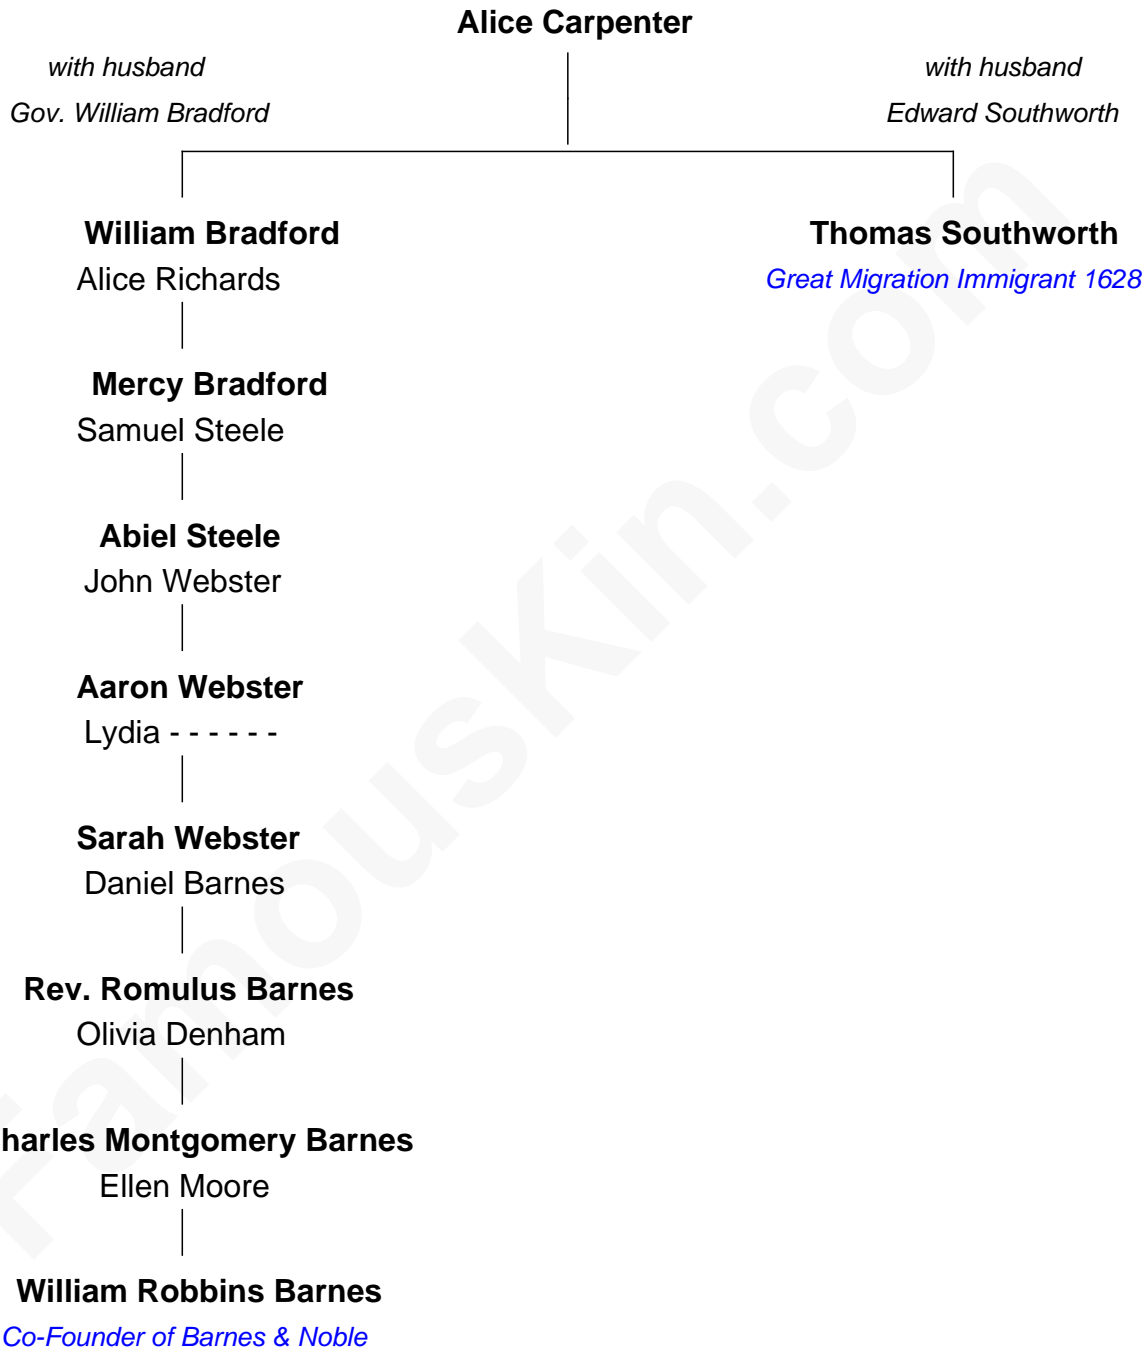 Alice Carpenter
with husband
Gov. William Bradford
with husband
Edward Southworth
William Bradford
Alice Richards
Thomas Southworth
Great Migration Immigrant 1628
Mercy Bradford
Samuel Steele
Abiel Steele
John Webster
Aaron Webster
Lydia - - - - - -
Sarah Webster
Daniel Barnes
Rev. Romulus Barnes
Olivia Denham
harles Montgomery Barnes
Ellen Moore
William Robbins Barnes
Co-Founder of Barnes & Noble
FamousKin.com